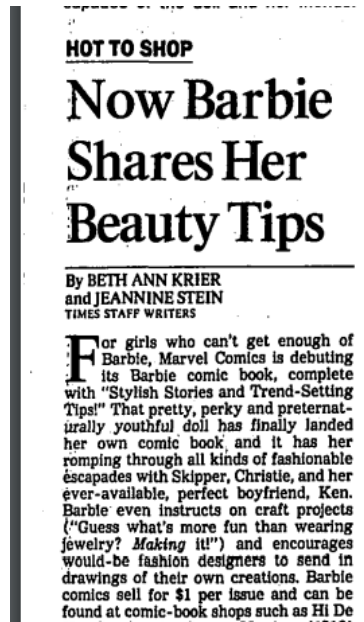 HOT TO SHOP
Now Barbie
Shares Her
Beauty Tips
By BETH ANN KRIER
and JEANNINE STEIN
TIMES STAFF WRITERS
For girls who can't get enough of
Barbie, Marvel Comics is debuting
its Barbie comic book, complete
with "Stylish Stories and Trend-Setting
Tips!" That pretty, perky and preternat-
urally youthful doll has finally landed
her own comic book and it has her
romping through all kinds of fashionable
escapades with Skipper, Christie, and her
ever-available, perfect boyfriend, Ken.
Barbie even instructs on craft projects
("Guess what's more fun than wearing
jewelry? Making it!") and encourages
would-be fashion designers to send in
drawings of their own creations. Barbie
comics sell for $1 per issue and can be
found at comic-book shops such as Hi De